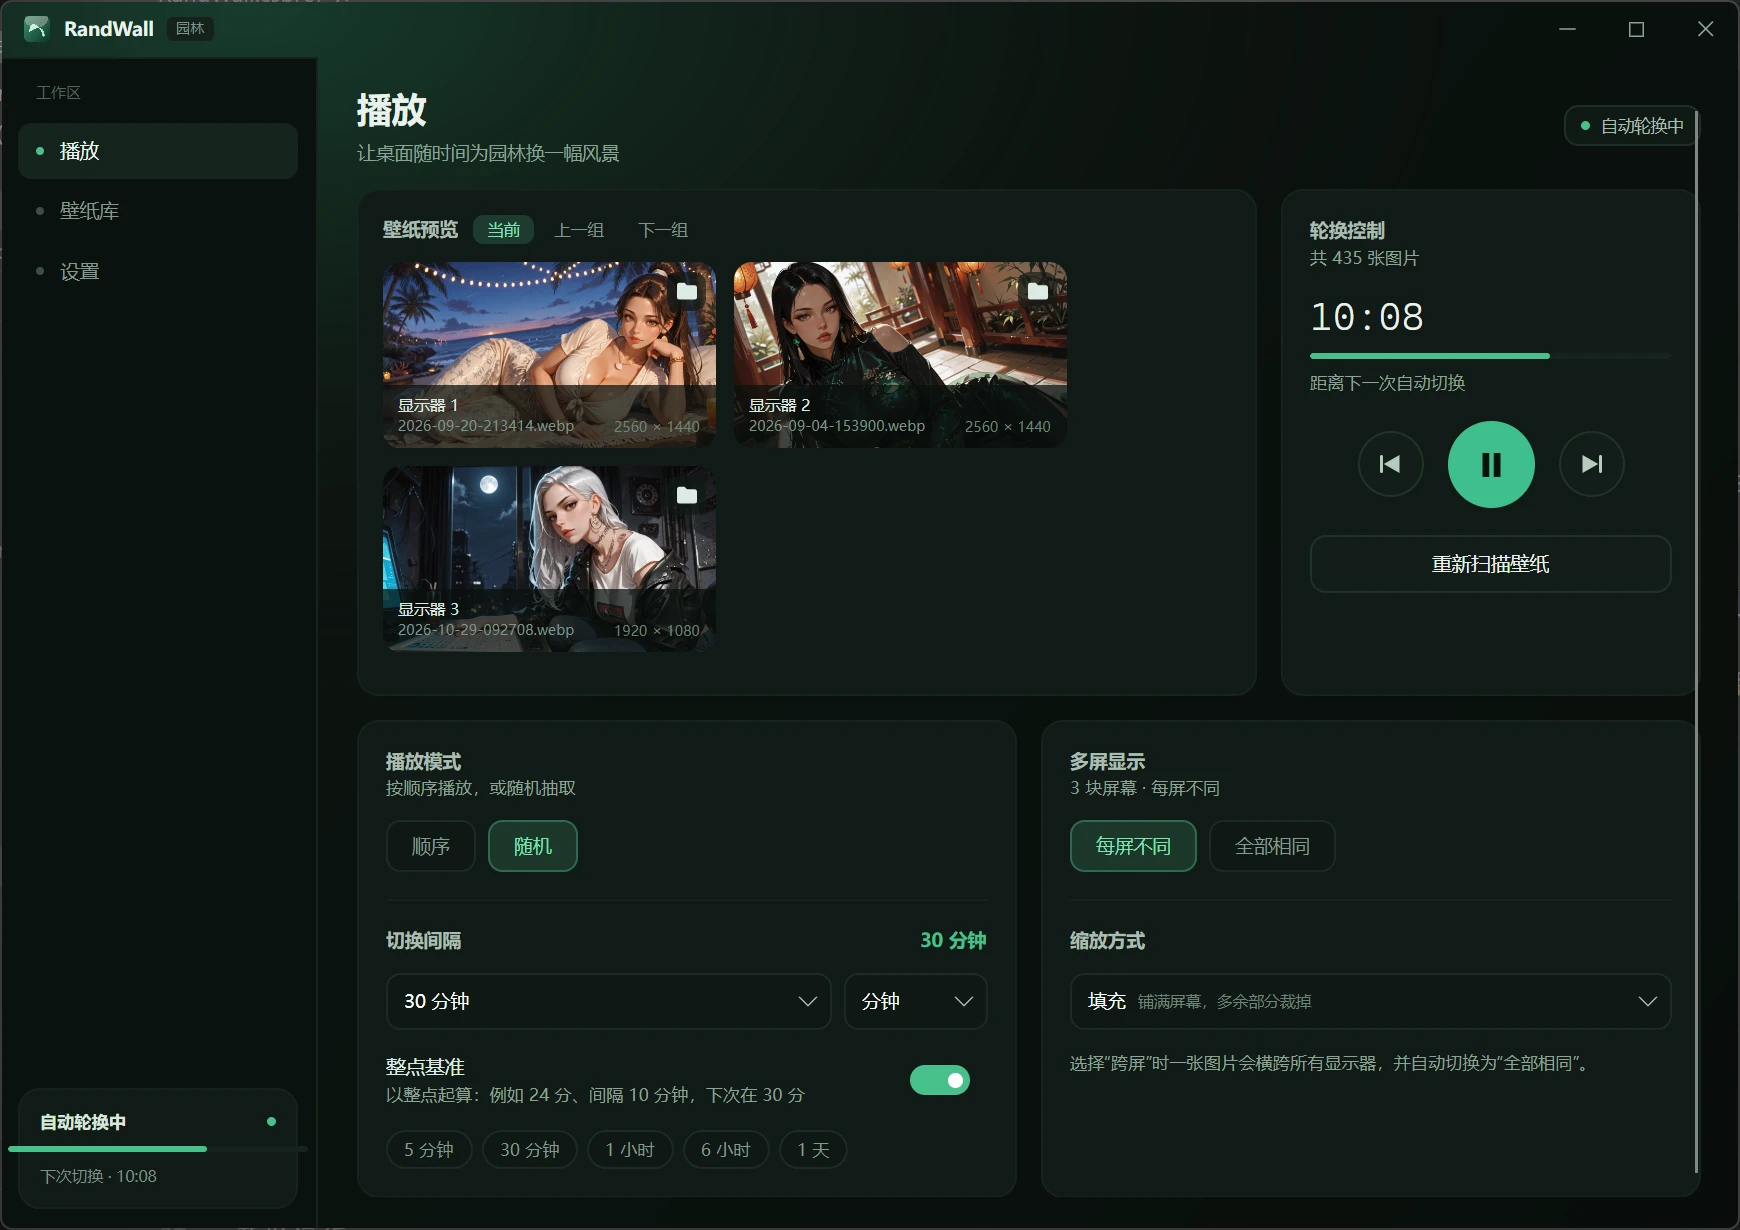 RandWall 园林
工作区
播放
壁纸库
设置
播放
让桌面随时间为园林换一幅风景
自动轮换中
壁纸预览 当前 上一组 下一组
显示器 1
2026-09-20-213414.webp 2560 × 1440
显示器 2
2026-09-04-153900.webp 2560 × 1440
显示器 3
2026-10-29-092708.webp 1920 × 1080
轮换控制
共 435 张图片
10:08
距离下一次自动切换
重新扫描壁纸
播放模式
按顺序播放，或随机抽取
顺序 随机
切换间隔 30 分钟
30 分钟 分钟
整点基准
以整点起算：例如 24 分、间隔 10 分钟，下次在 30 分
5 分钟 30 分钟 1 小时 6 小时 1 天
多屏显示
3 块屏幕 · 每屏不同
每屏不同 全部相同
缩放方式
填充 铺满屏幕，多余部分裁掉
选择“跨屏”时一张图片会横跨所有显示器，并自动切换为“全部相同”。
自动轮换中
下次切换 · 10:08